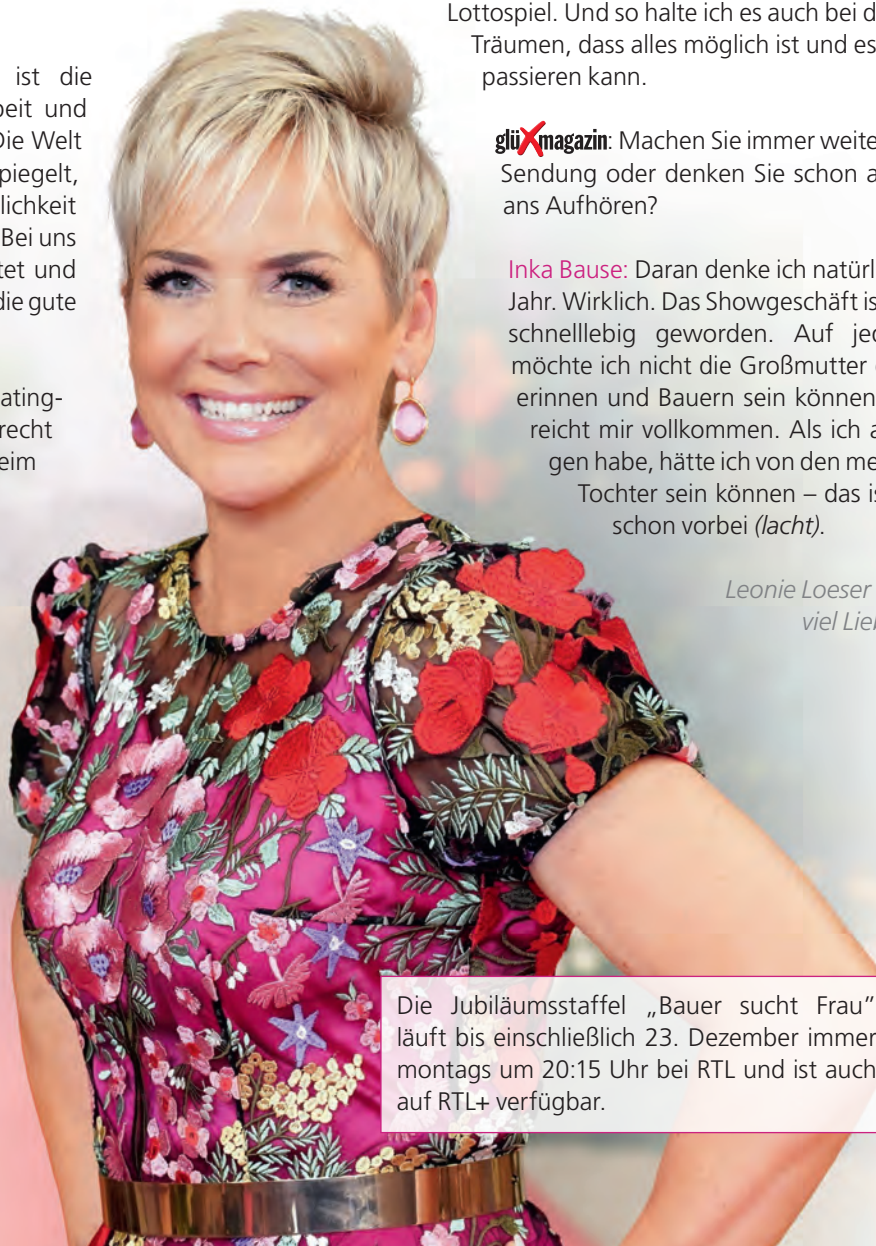 ist die
beit und
Die Welt
piegelt,
lichkeit
Bei uns
tet und
die gute
ating-
recht
eim
Lottospiel. Und so halte ich es auch bei d
Träumen, dass alles möglich ist und es
passieren kann.
glüXmagazin: Machen Sie immer weite
Sendung oder denken Sie schon a
ans Aufhören?
Inka Bause: Daran denke ich natürl
Jahr. Wirklich. Das Showgeschäft is
schnelllebig geworden. Auf jed
möchte ich nicht die Großmutter
erinnen und Bauern sein können.
reicht mir vollkommen. Als ich a
gen habe, hätte ich von den me
Tochter sein können – das is
schon vorbei (lacht).
Leonie Loeser
viel Lie
Die Jubiläumsstaffel „Bauer sucht Frau"
läuft bis einschließlich 23. Dezember immer
montags um 20:15 Uhr bei RTL und ist auch
auf RTL+ verfügbar.